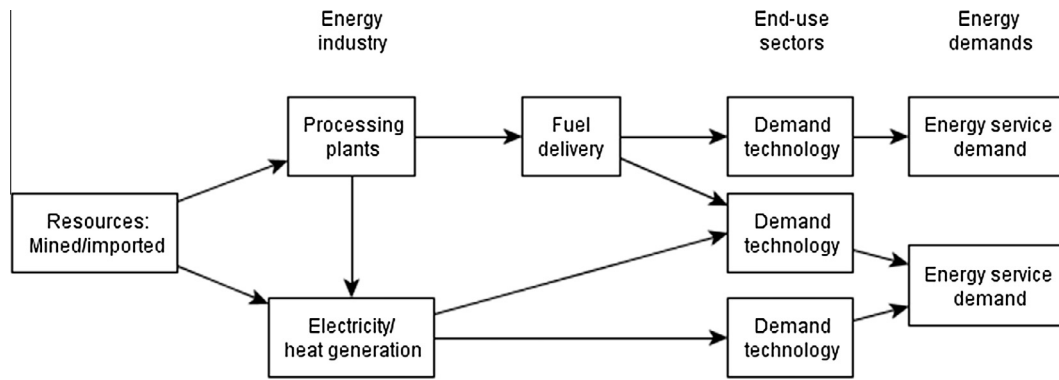 Energy
industry
End-use
sectors
Energy
demands
Processing
plants
Fuel
delivery
Demand
technology
Energy service
demand
Resources:
Mined/imported
Demand
technology
Energy service
demand
Electricity/
heat generation
Demand
technology